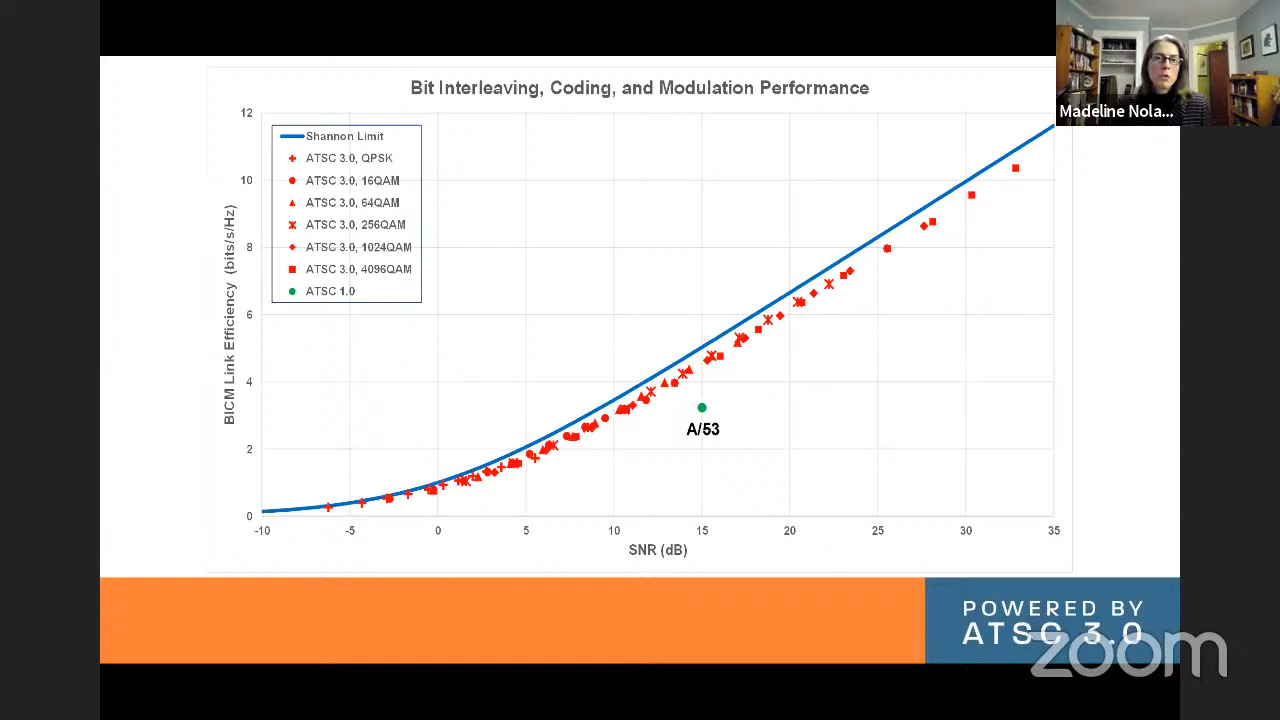 Bit Interleaving, Coding, and Modulation Performance
Madeline Nola...
12
10
8
6
4
2
0
BICM Link Efficiency (bits/s/Hz)
Shannon Limit
ATSC 3.0, QPSK
ATSC 3.0, 16QAM
ATSC 3.0, 64QAM
ATSC 3.0, 256QAM
ATSC 3.0, 1024QAM
ATSC 3.0, 4096QAM
ATSC 1.0
A/53
-10 -5 0 5 10 15 20 25 30 35
SNR (dB)
POWERED BY
ATSC 3.0
zoom